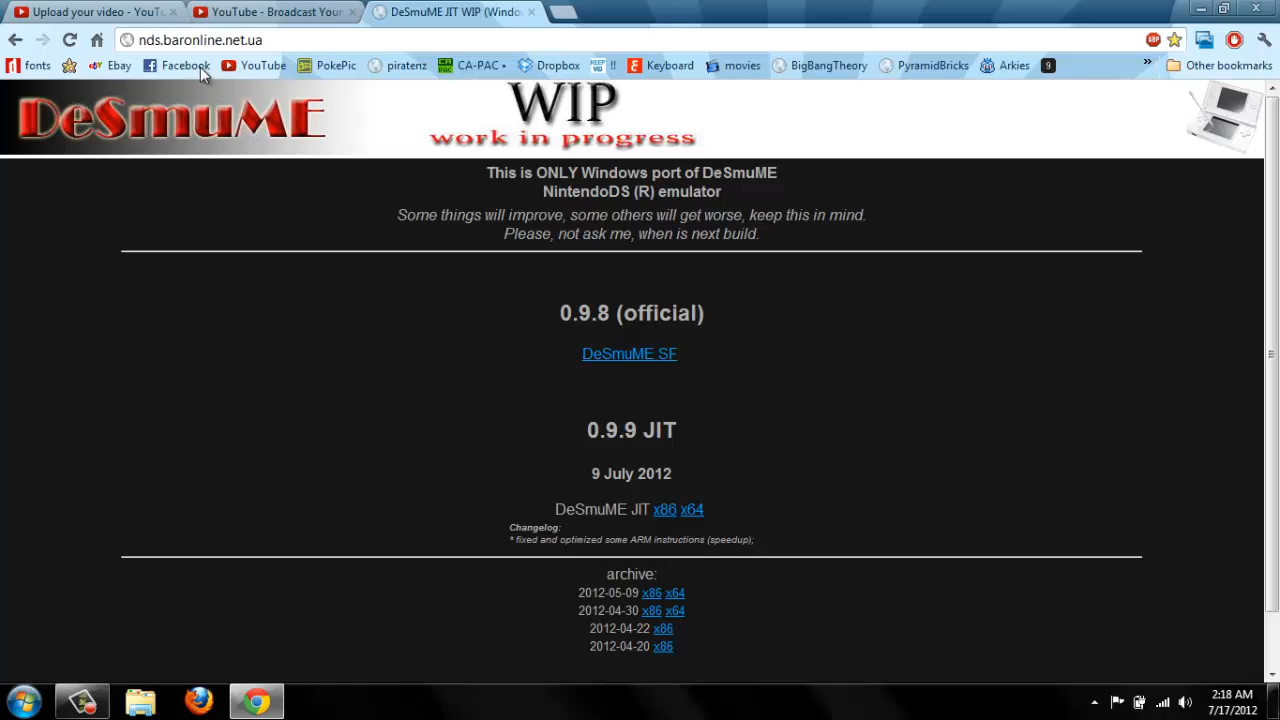 Upload your video - YouTu
YouTube - Broadcast Your
DeSmuME JIT WIP (Window
nds.baronline.net.ua
ABP
fonts
Ebay
Facebook
YouTube
PokePic
piratenz
CA-PAC •
Dropbox
KEEP VID
!!
Keyboard
movies
BigBangTheory
PyramidBricks
Arkies
9
»
Other bookmarks
DeSmuME
WIP
work in progress
This is ONLY Windows port of DeSmuME
NintendoDS (R) emulator
Some things will improve, some others will get worse, keep this in mind.
Please, not ask me, when is next build.
0.9.8 (official)
DeSmuME SF
0.9.9 JIT
9 July 2012
DeSmuME JIT x86 x64
Changelog:
* fixed and optimized some ARM instructions (speedup);
archive:
2012-05-09 x86 x64
2012-04-30 x86 x64
2012-04-22 x86
2012-04-20 x86
2:18 AM
7/17/2012